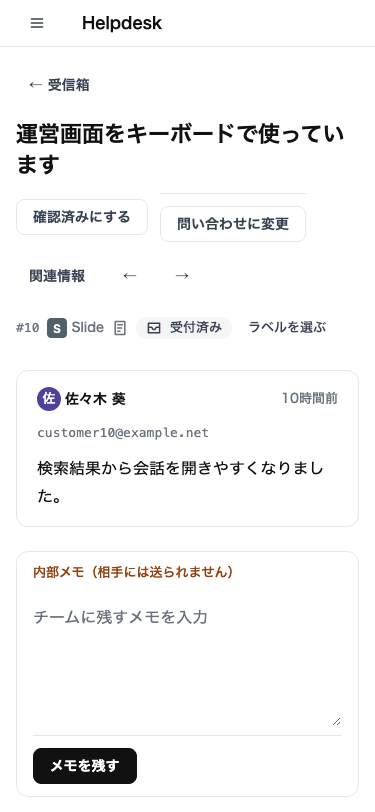 Helpdesk
← 受信箱
運営画面をキーボードで使ってい
ます
確認済みにする
問い合わせに変更
関連情報 ← →
#10 S Slide 受付済み ラベルを選ぶ
佐 佐々木 葵 10時間前
customer10@example.net
検索結果から会話を開きやすくなりまし
た。
内部メモ（相手には送られません）
チームに残すメモを入力
メモを残す